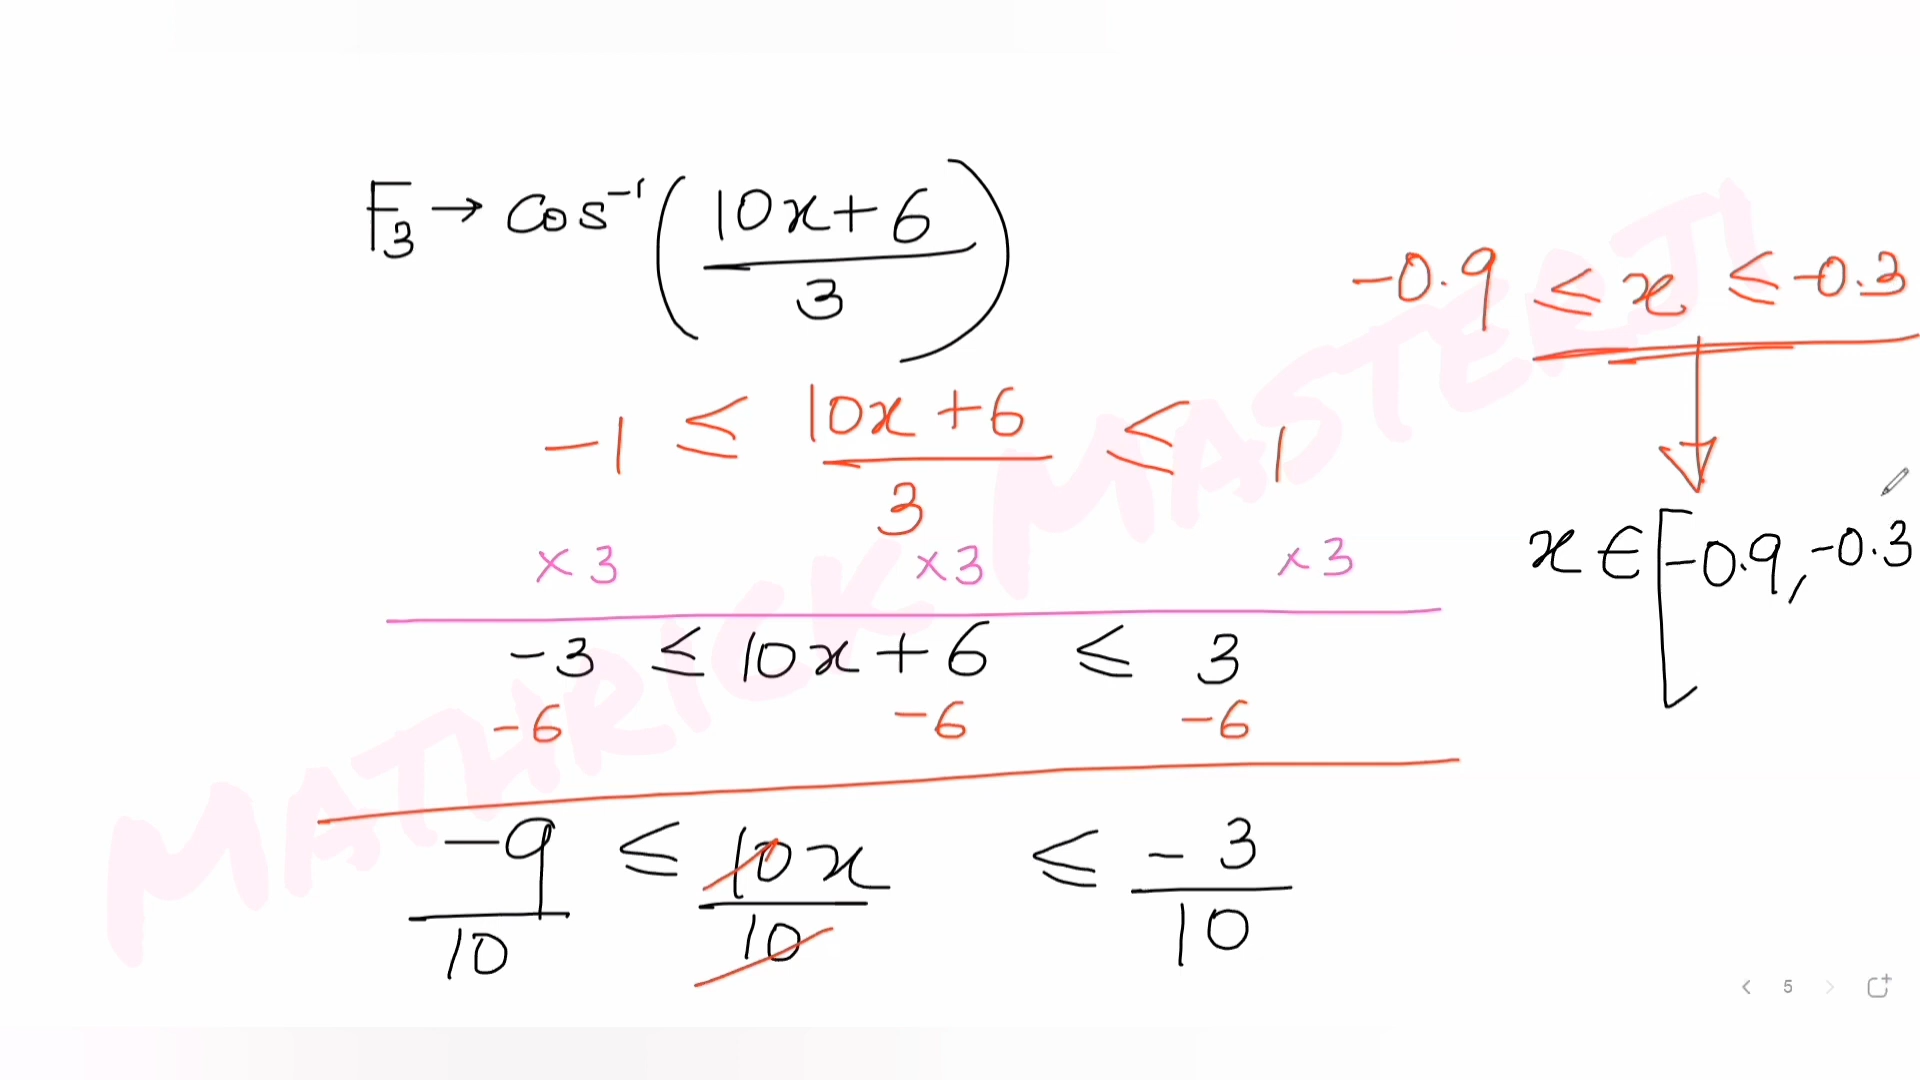 F₃ → cos⁻¹ ( 10x + 6 / 3 )
-1 ≤ 10x + 6 / 3 ≤ 1
×3 ×3 ×3
-3 ≤ 10x + 6 ≤ 3
-6 -6 -6
-9 / 10 ≤ 10x / 10 ≤ -3 / 10
-0.9 ≤ x ≤ -0.3
x ∈ [-0.9, -0.3
MATHRICK MASTERJI
5